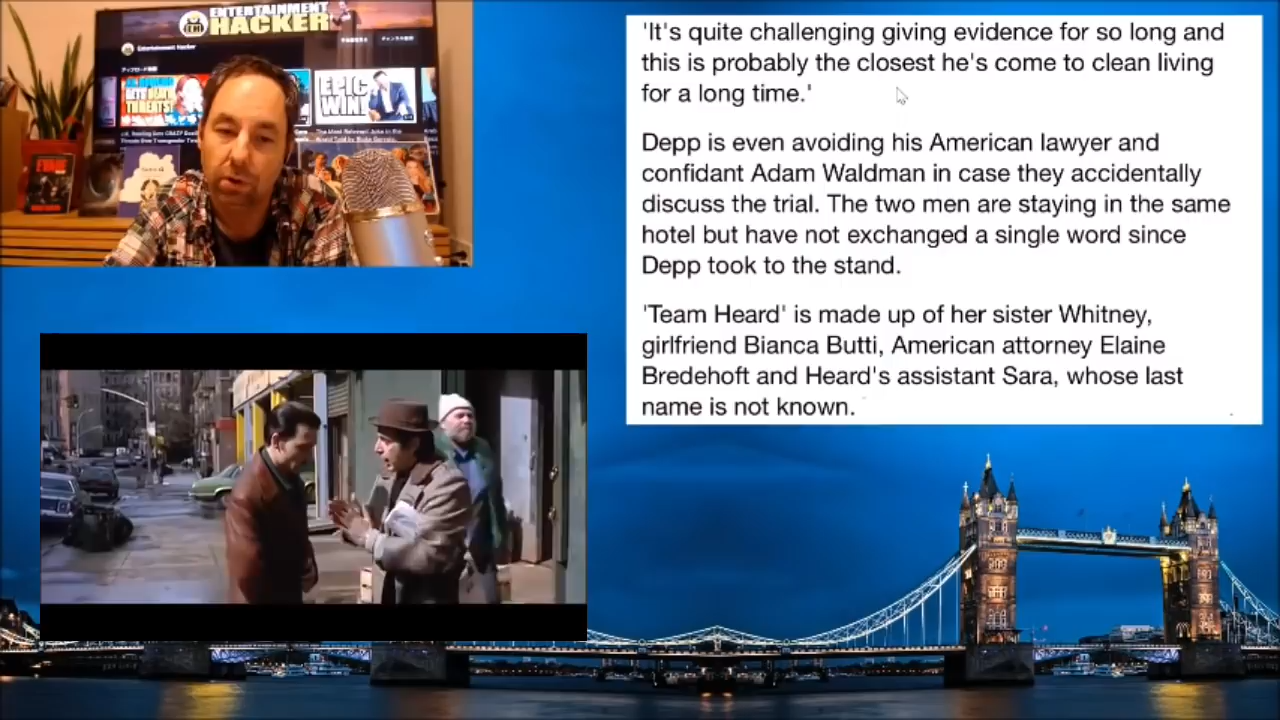 ENTERTAINMENT
HACKER
Entertainment Hacker
EPIC
WIN!
'It's quite challenging giving evidence for so long and
this is probably the closest he's come to clean living
for a long time.'
Depp is even avoiding his American lawyer and
confidant Adam Waldman in case they accidentally
discuss the trial. The two men are staying in the same
hotel but have not exchanged a single word since
Depp took to the stand.
'Team Heard' is made up of her sister Whitney,
girlfriend Bianca Butti, American attorney Elaine
Bredehoft and Heard's assistant Sara, whose last
name is not known.